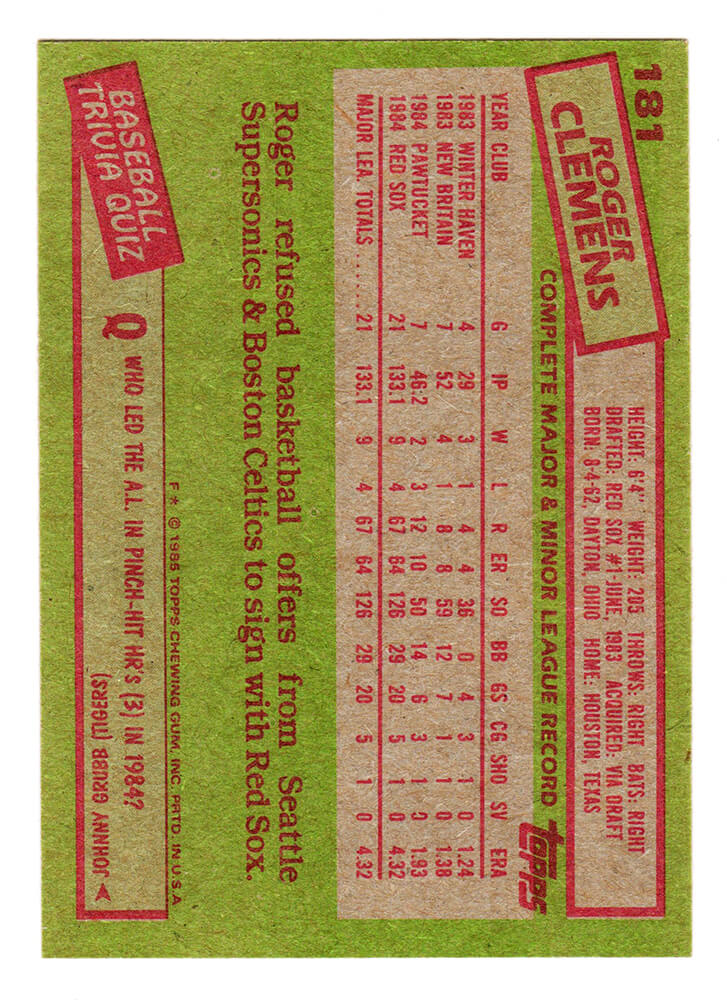 181
ROGER
CLEMENS
HEIGHT: 6'4" WEIGHT: 205 THROWS: RIGHT BATS: RIGHT
DRAFTED: RED SOX #1-JUNE, 1983 ACQUIRED: VIA DRAFT
BORN: 8-4-62, DAYTON, OHIO HOME: HOUSTON, TEXAS
COMPLETE MAJOR & MINOR LEAGUE RECORD topps
YEAR CLUB G IP W L R ER SO BB GS CG SHO SV ERA
1983 WINTER HAVEN 4 29 3 1 4 4 36 0 4 3 1 0 1.24
1983 NEW BRITAIN 7 52 4 1 8 8 59 12 7 1 1 0 1.38
1984 PAWTUCKET 7 46:2 2 3 12 10 50 14 6 3 1 0 1.93
1984 RED SOX 21 133.1 9 4 67 64 126 29 20 5 1 0 4.32
MAJOR LEA. TOTALS...... 21 133.1 9 4 67 64 126 29 20 5 1 0 4.32
Roger refused basketball offers from Seattle
Supersonics & Boston Celtics to sign with Red Sox.
F* © 1985 TOPPS CHEWING GUM, INC. PRTD. IN U.S.A
BASEBALL
TRIVIA QUIZ
Q WHO LED THE A.L. IN PINCH-HIT HR's (3) IN 1984?
JOHNNY GRUBB (TIGERS)